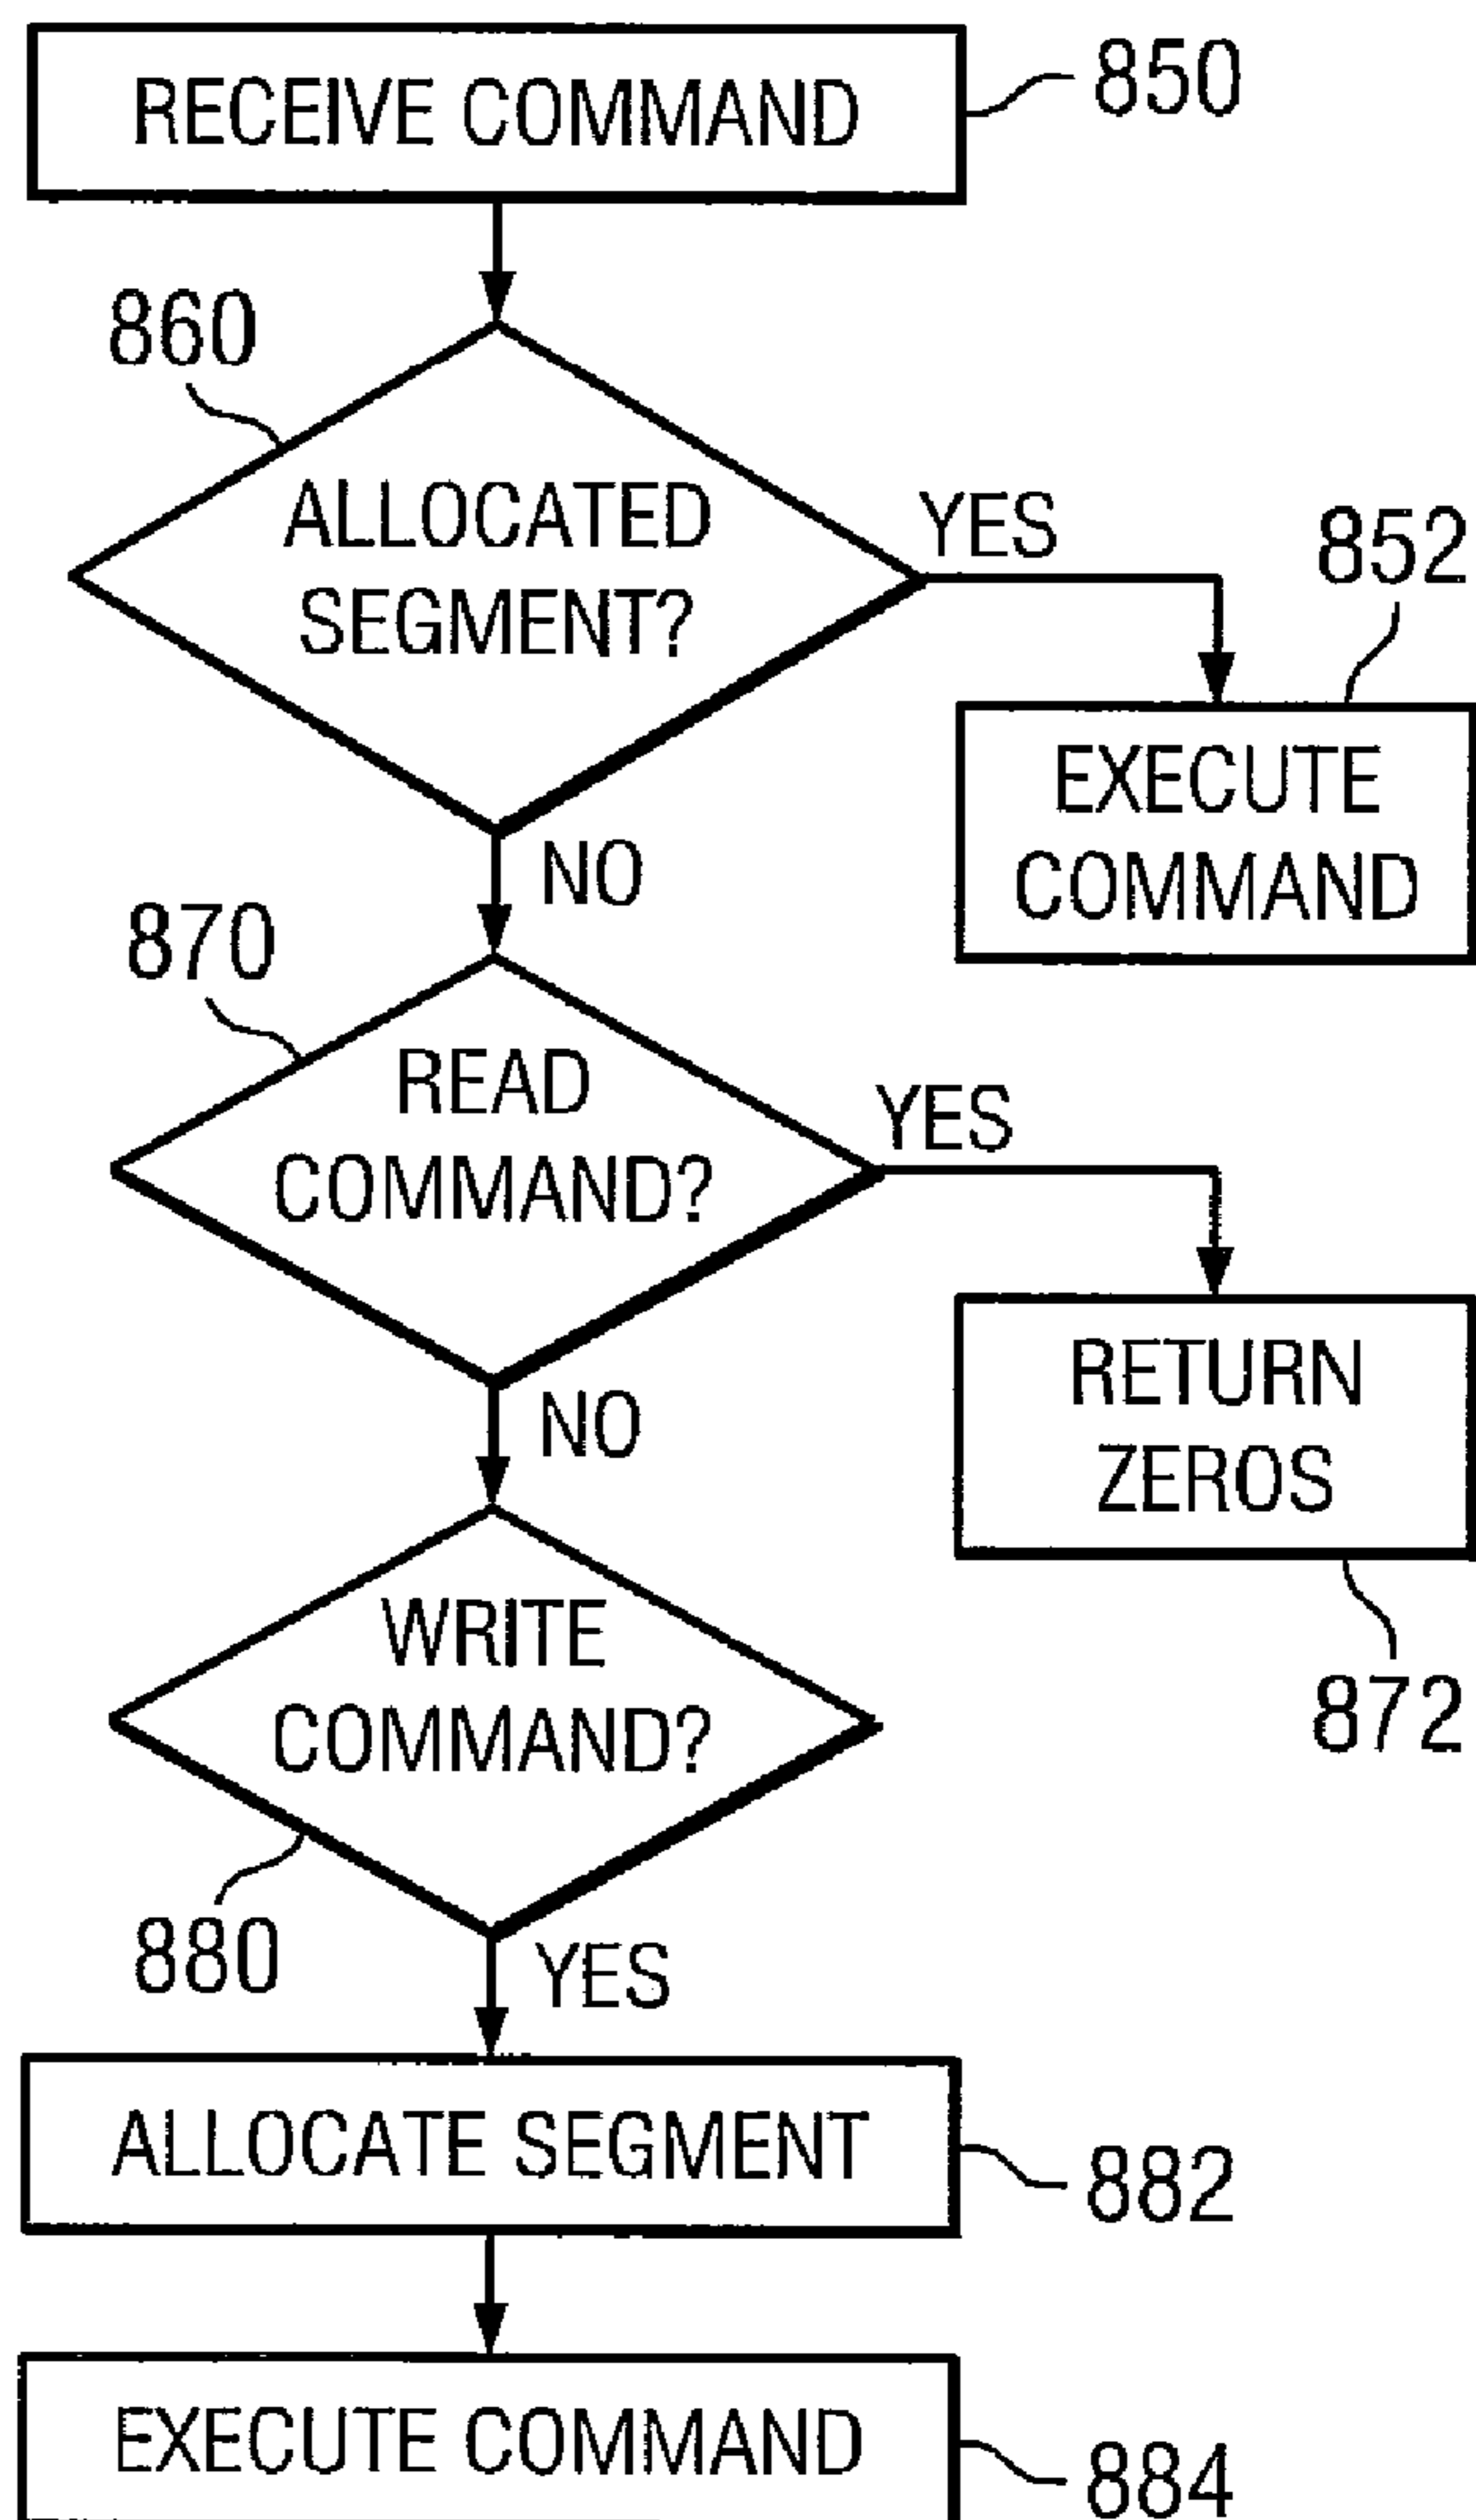 RECEIVE COMMAND
850
860
ALLOCATED
SEGMENT?
YES
852
EXECUTE
COMMAND
NO
870
READ
COMMAND?
YES
RETURN
ZEROS
872
NO
WRITE
COMMAND?
880
YES
ALLOCATE SEGMENT
882
EXECUTE COMMAND
884